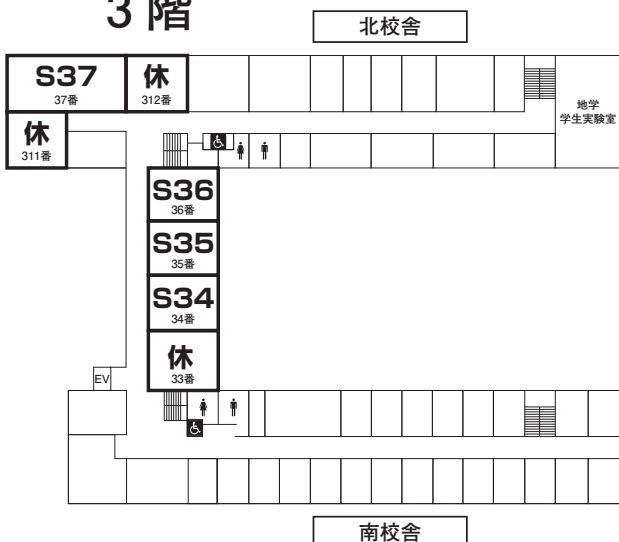 3階
北校舎
S37
37番
休
312番
地学
学生実験室
休
311番
S36
36番
S35
35番
S34
34番
休
33番
EV
南校舎